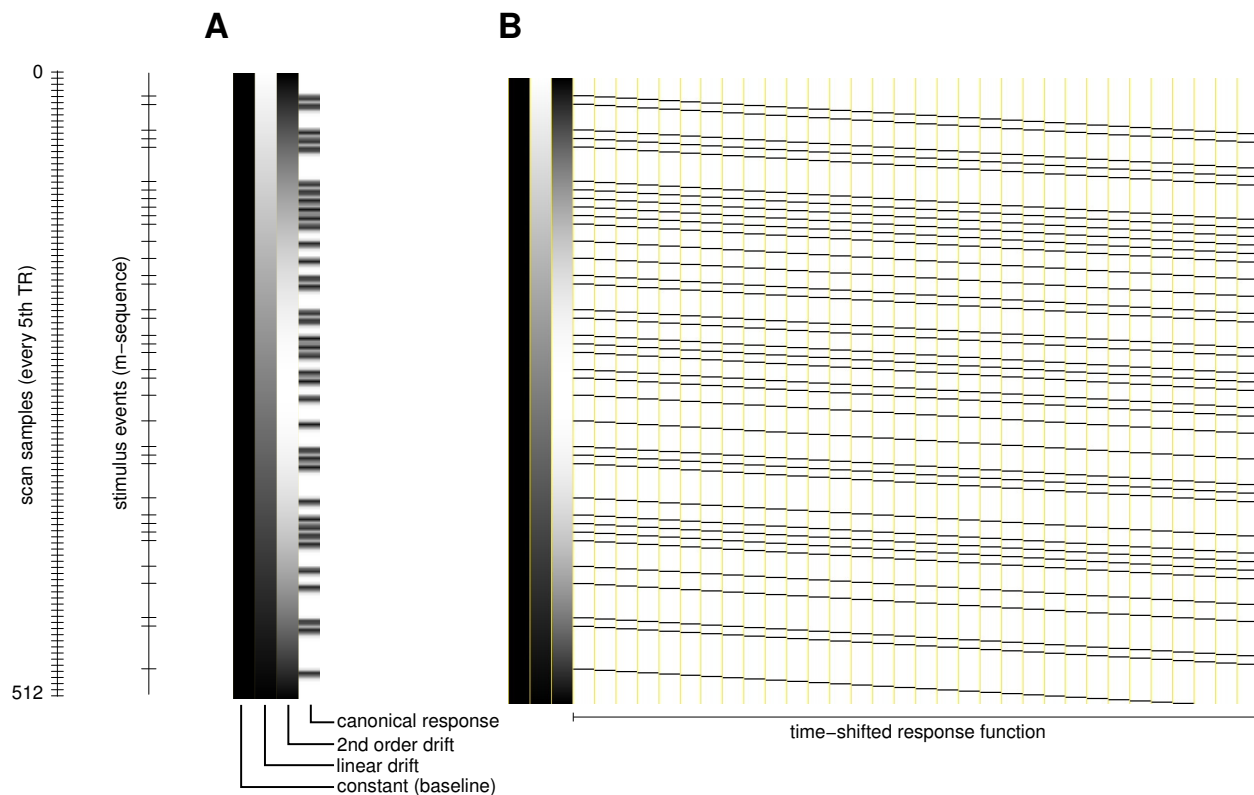 A
B
0
512
scan samples (every 5th TR)
stimulus events (m−sequence)
canonical response
2nd order drift
linear drift
constant (baseline)
time−shifted response function